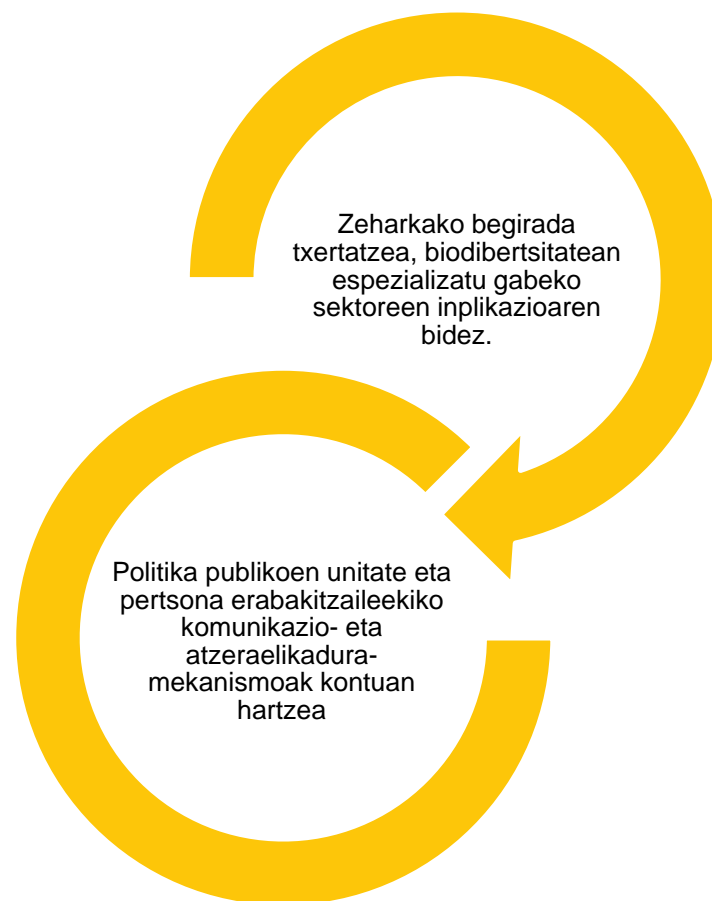 Zeharkako begirada
txertatzea, biodibertsitatean
espezializatu gabeko
sektoreen inplikazioaren
bidez.
Politika publikoen unitate eta
pertsona erabakitzaileekiko
komunikazio- eta
atzeraelikadura-
mekanismoak kontuan
hartzea